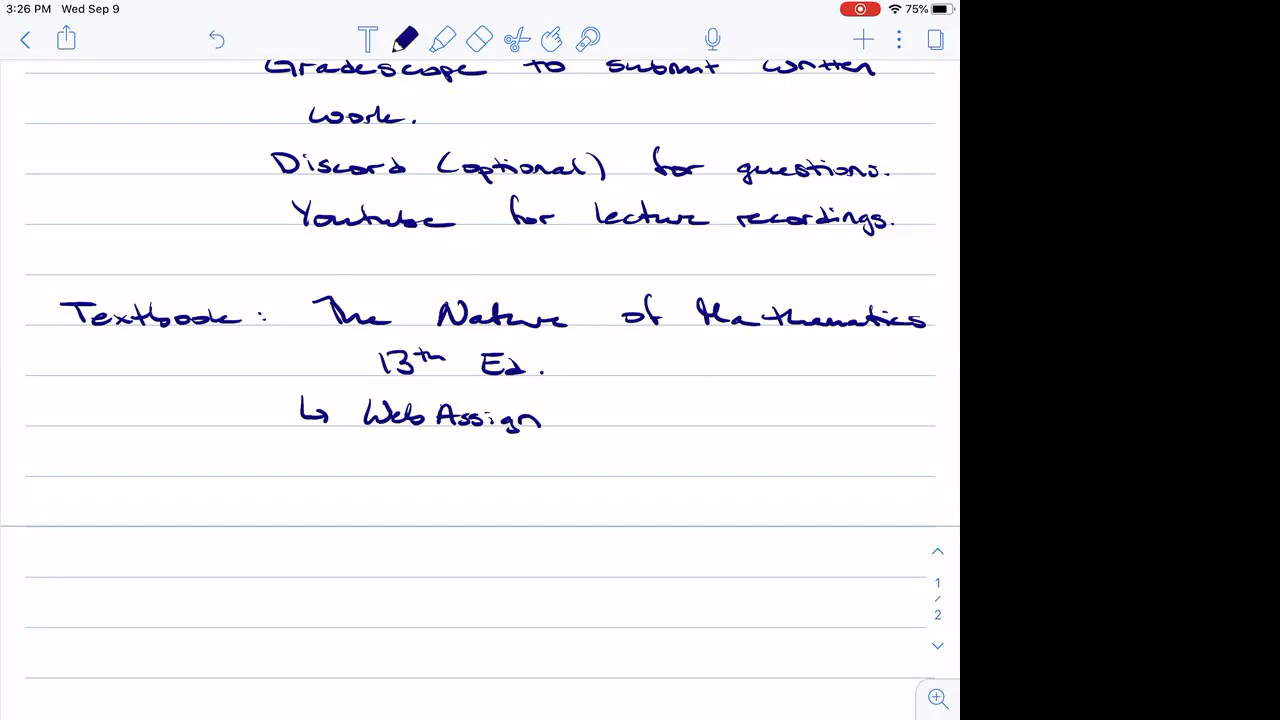 3:26 PM Wed Sep 9 75%
Gradescope to submit written
work.
Discord (optional) for questions.
Youtube for lecture recordings.
Textbook: The Nature of Mathematics
13th Ed.
↳ WebAssign
1
/
2